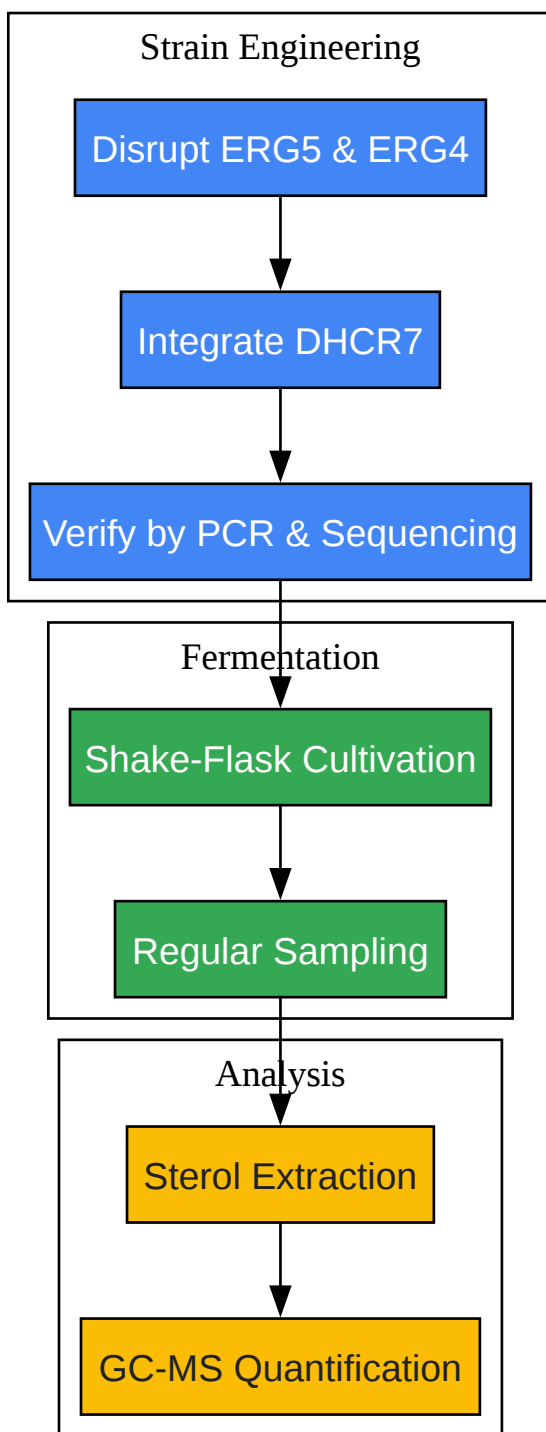 Strain Engineering
Disrupt ERG5 & ERG4
Integrate DHCR7
Verify by PCR & Sequencing
Fermentation
Shake-Flask Cultivation
Regular Sampling
Analysis
Sterol Extraction
GC-MS Quantification